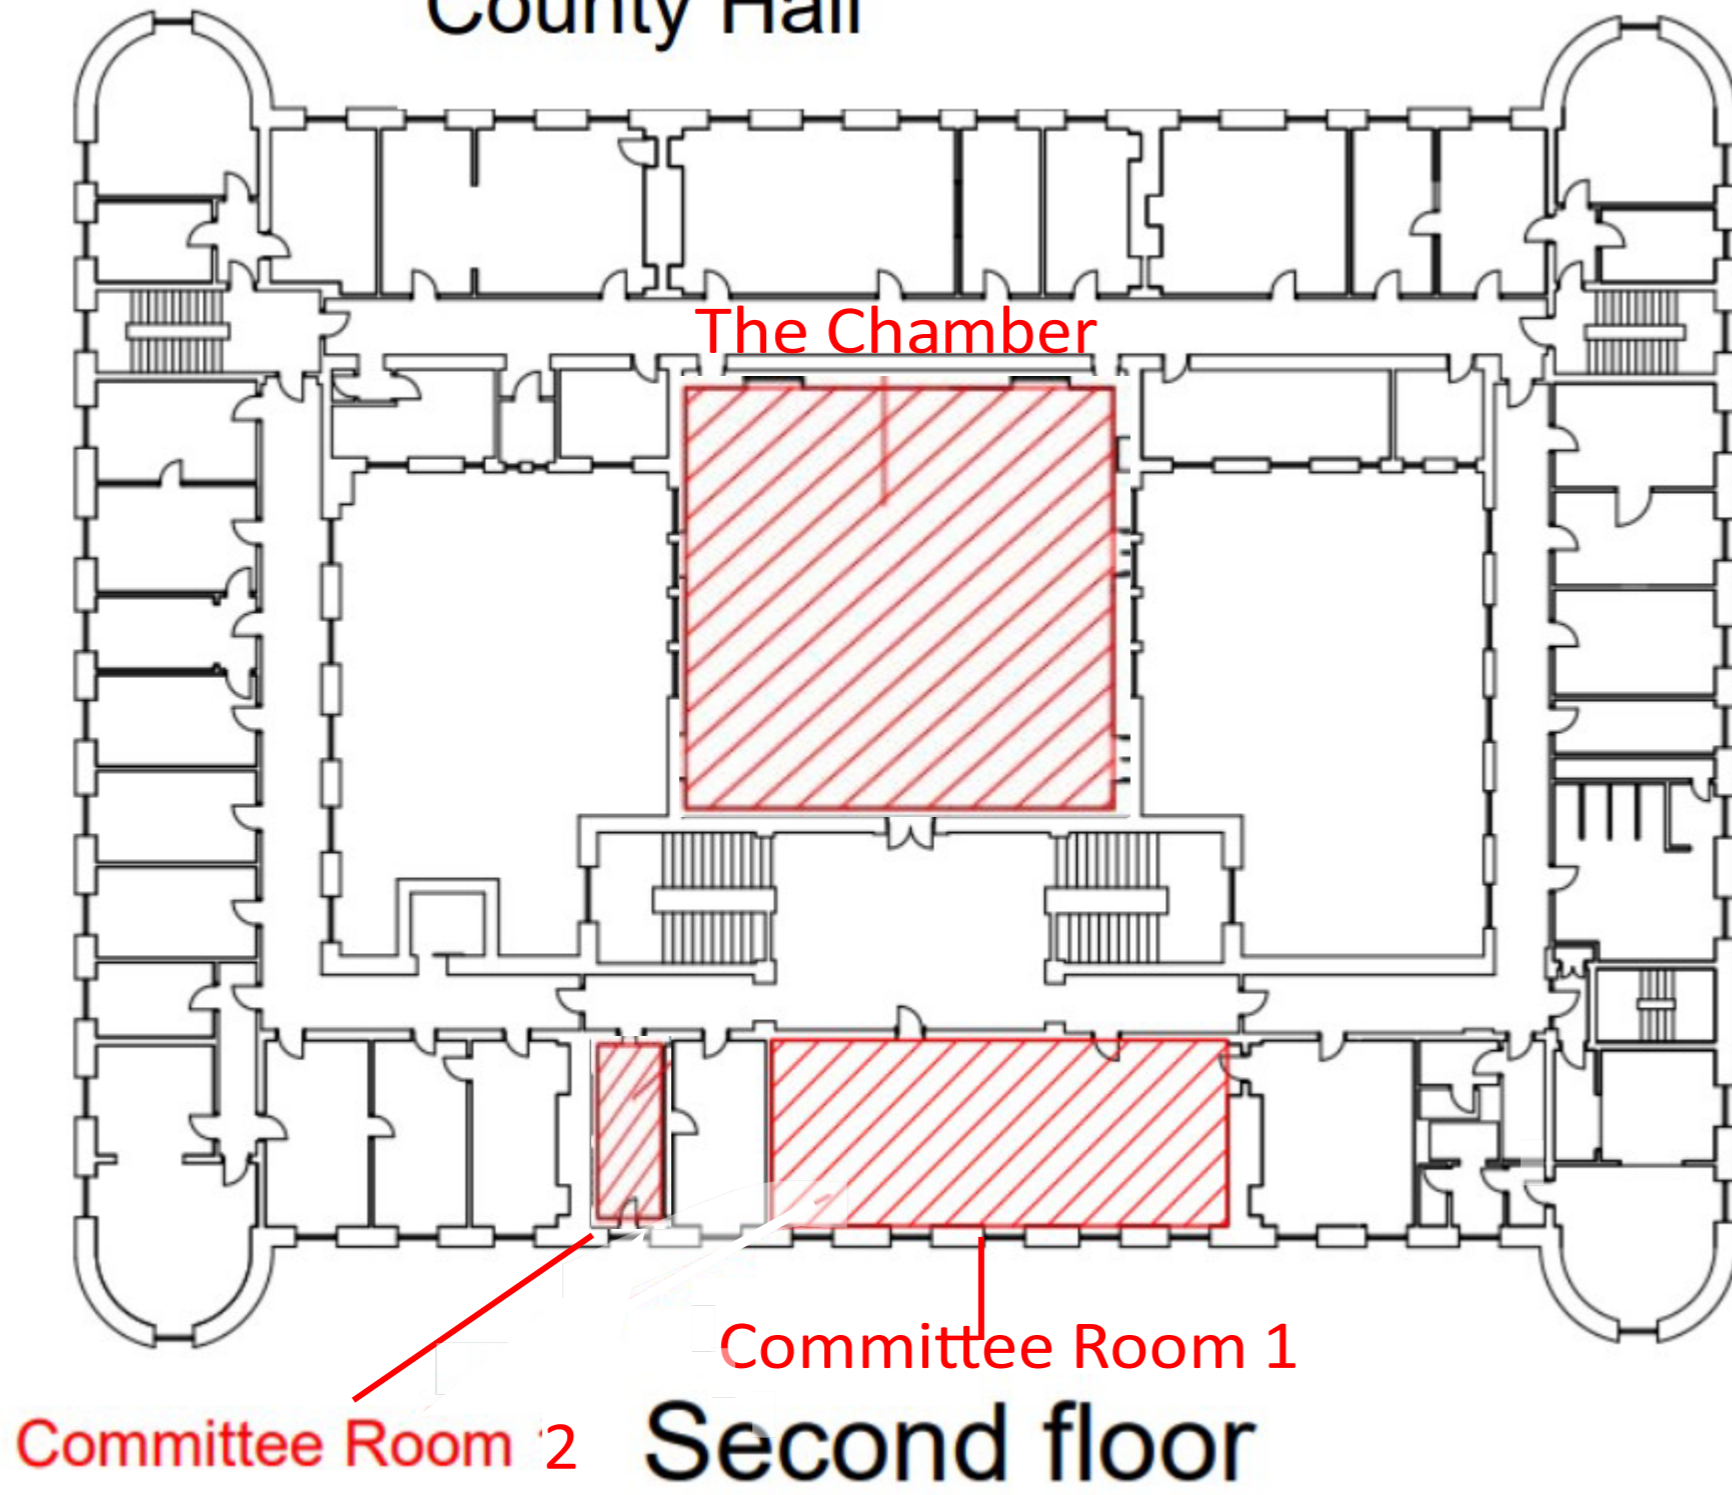 County Hall
The Chamber
Committee Room 1
Committee Room 2
Second floor